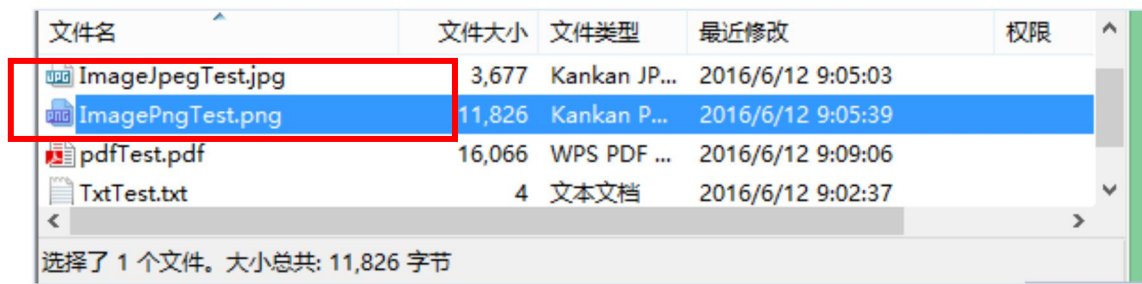 文件名 文件大小 文件类型 最近修改 权限
ImageJpegTest.jpg 3,677 Kankan JP... 2016/6/12 9:05:03
ImagePngTest.png 11,826 Kankan P... 2016/6/12 9:05:39
pdfTest.pdf 16,066 WPS PDF ... 2016/6/12 9:09:06
TxtTest.txt 4 文本文档 2016/6/12 9:02:37
选择了 1 个文件。大小总共: 11,826 字节